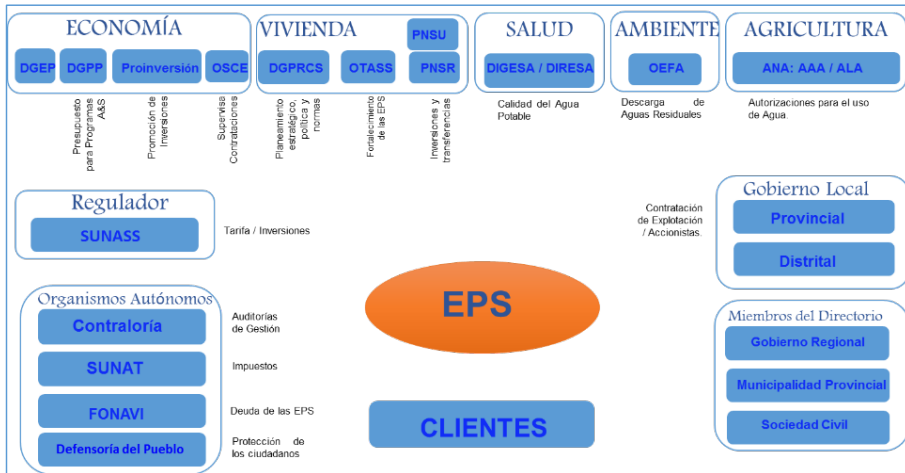 ECONOMÍA
DGEP
DGPP
Proinversión
OSCE
Presupuesto
para Programas
A&S
Promoción de
Inversiones
Supervisa
Contrataciones
VIVIENDA
DGPRCS
OTASS
PNSU
PNSR
Planeamiento
estratégico,
política y
normas
Fortalecimiento
de las EPS
Inversiones y
transferencias
SALUD
DIGESA / DIRESA
Calidad del Agua
Potable
AMBIENTE
OEFA
Descarga de
Aguas Residuales
AGRICULTURA
ANA: AAA / ALA
Autorizaciones para el uso
de Agua.
Regulador
SUNASS
Tarifa / Inversiones
Contratación
de Explotación
/ Accionistas.
Gobierno Local
Provincial
Distrital
EPS
Organismos Autónomos
Contraloría
Auditorías
de Gestión
SUNAT
Impuestos
FONAVI
Deuda de las EPS
Defensoría del Pueblo
Protección de
los ciudadanos
CLIENTES
Miembros del Directorio
Gobierno Regional
Municipalidad Provincial
Sociedad Civil